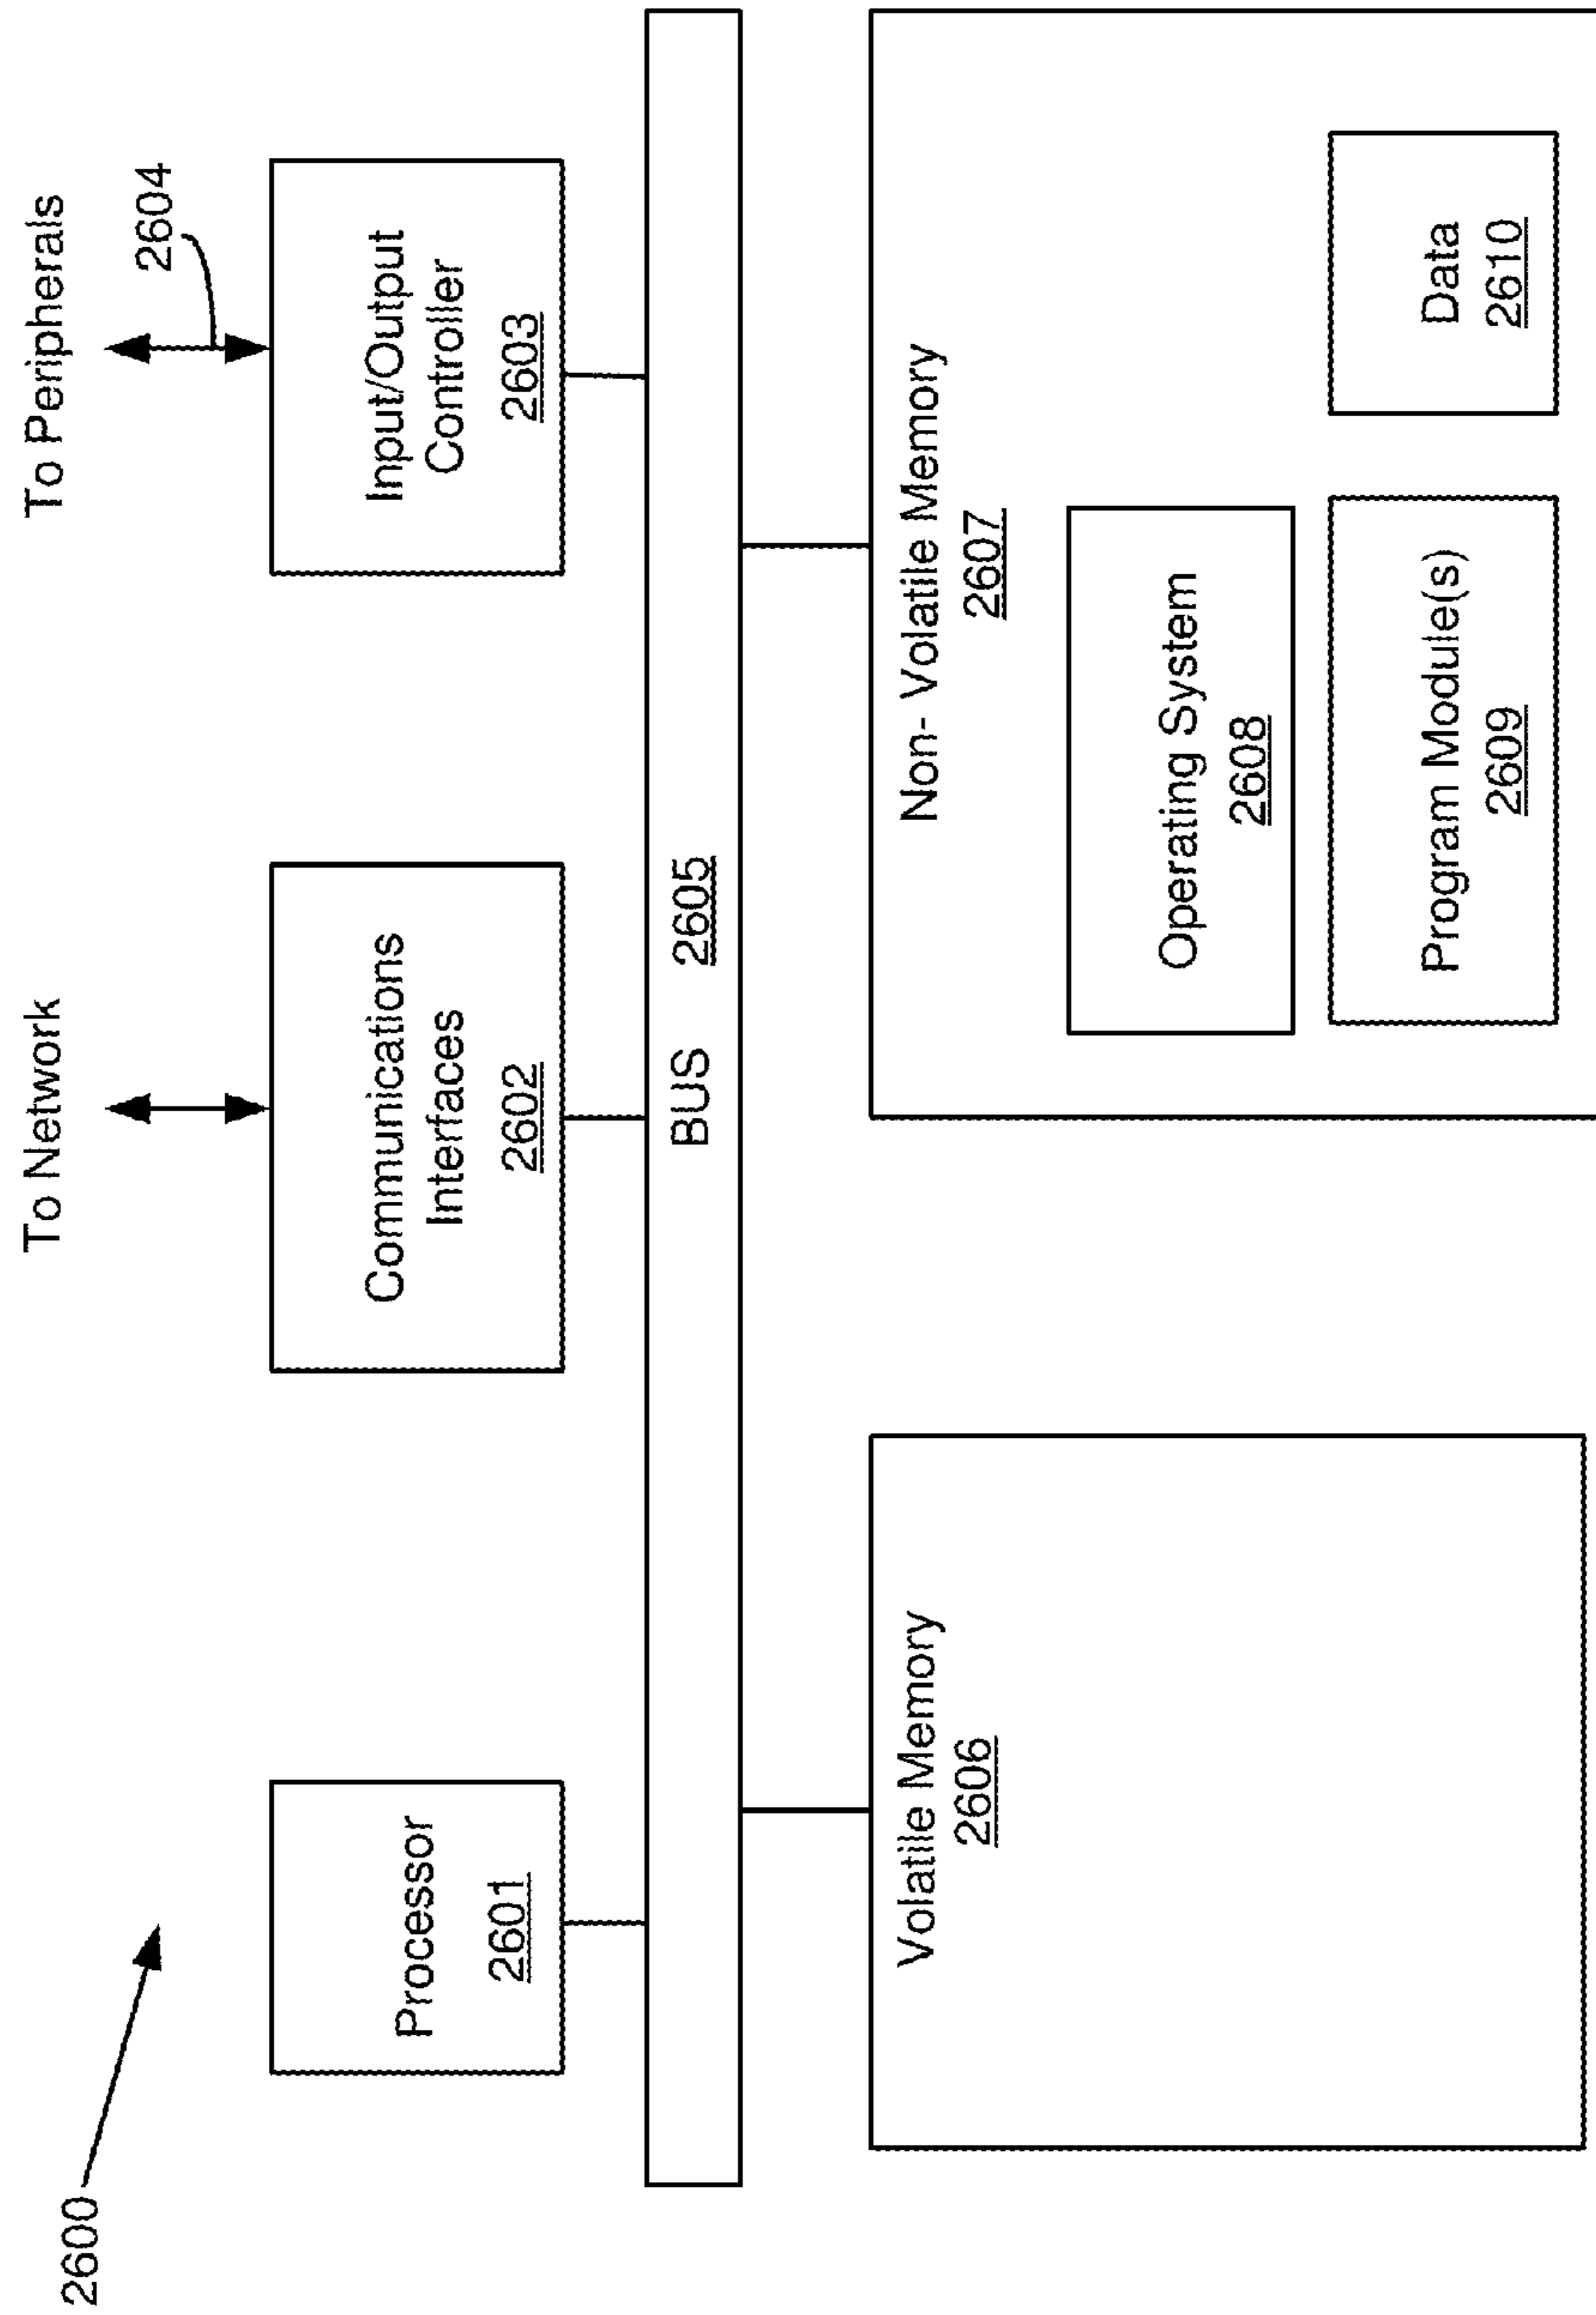 2600
To Network
To Peripherals
2604
Processor
2601
Communications
Interfaces
2602
Input/Output
Controller
2603
BUS 2605
Volatile Memory
2606
Non- Volatile Memory
2607
Operating System
2608
Program Module(s)
2609
Data
2610